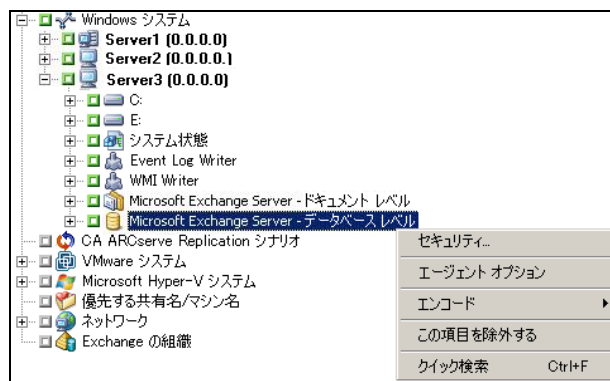 Windows システム
Server1 (0.0.0.0)
Server2 (0.0.0.0.)
Server3 (0.0.0.0)
C:
E:
システム状態
Event Log Writer
WMI Writer
Microsoft Exchange Server - ドキュメント レベル
Microsoft Exchange Server - データベース レベル
CA ARCserve Replication シナリオ
VMware システム
Microsoft Hyper-V システム
優先する共有名/マシン名
ネットワーク
Exchange の組織
セキュリティ...
エージェント オプション
エンコード
この項目を除外する
クイック検索 Ctrl+F